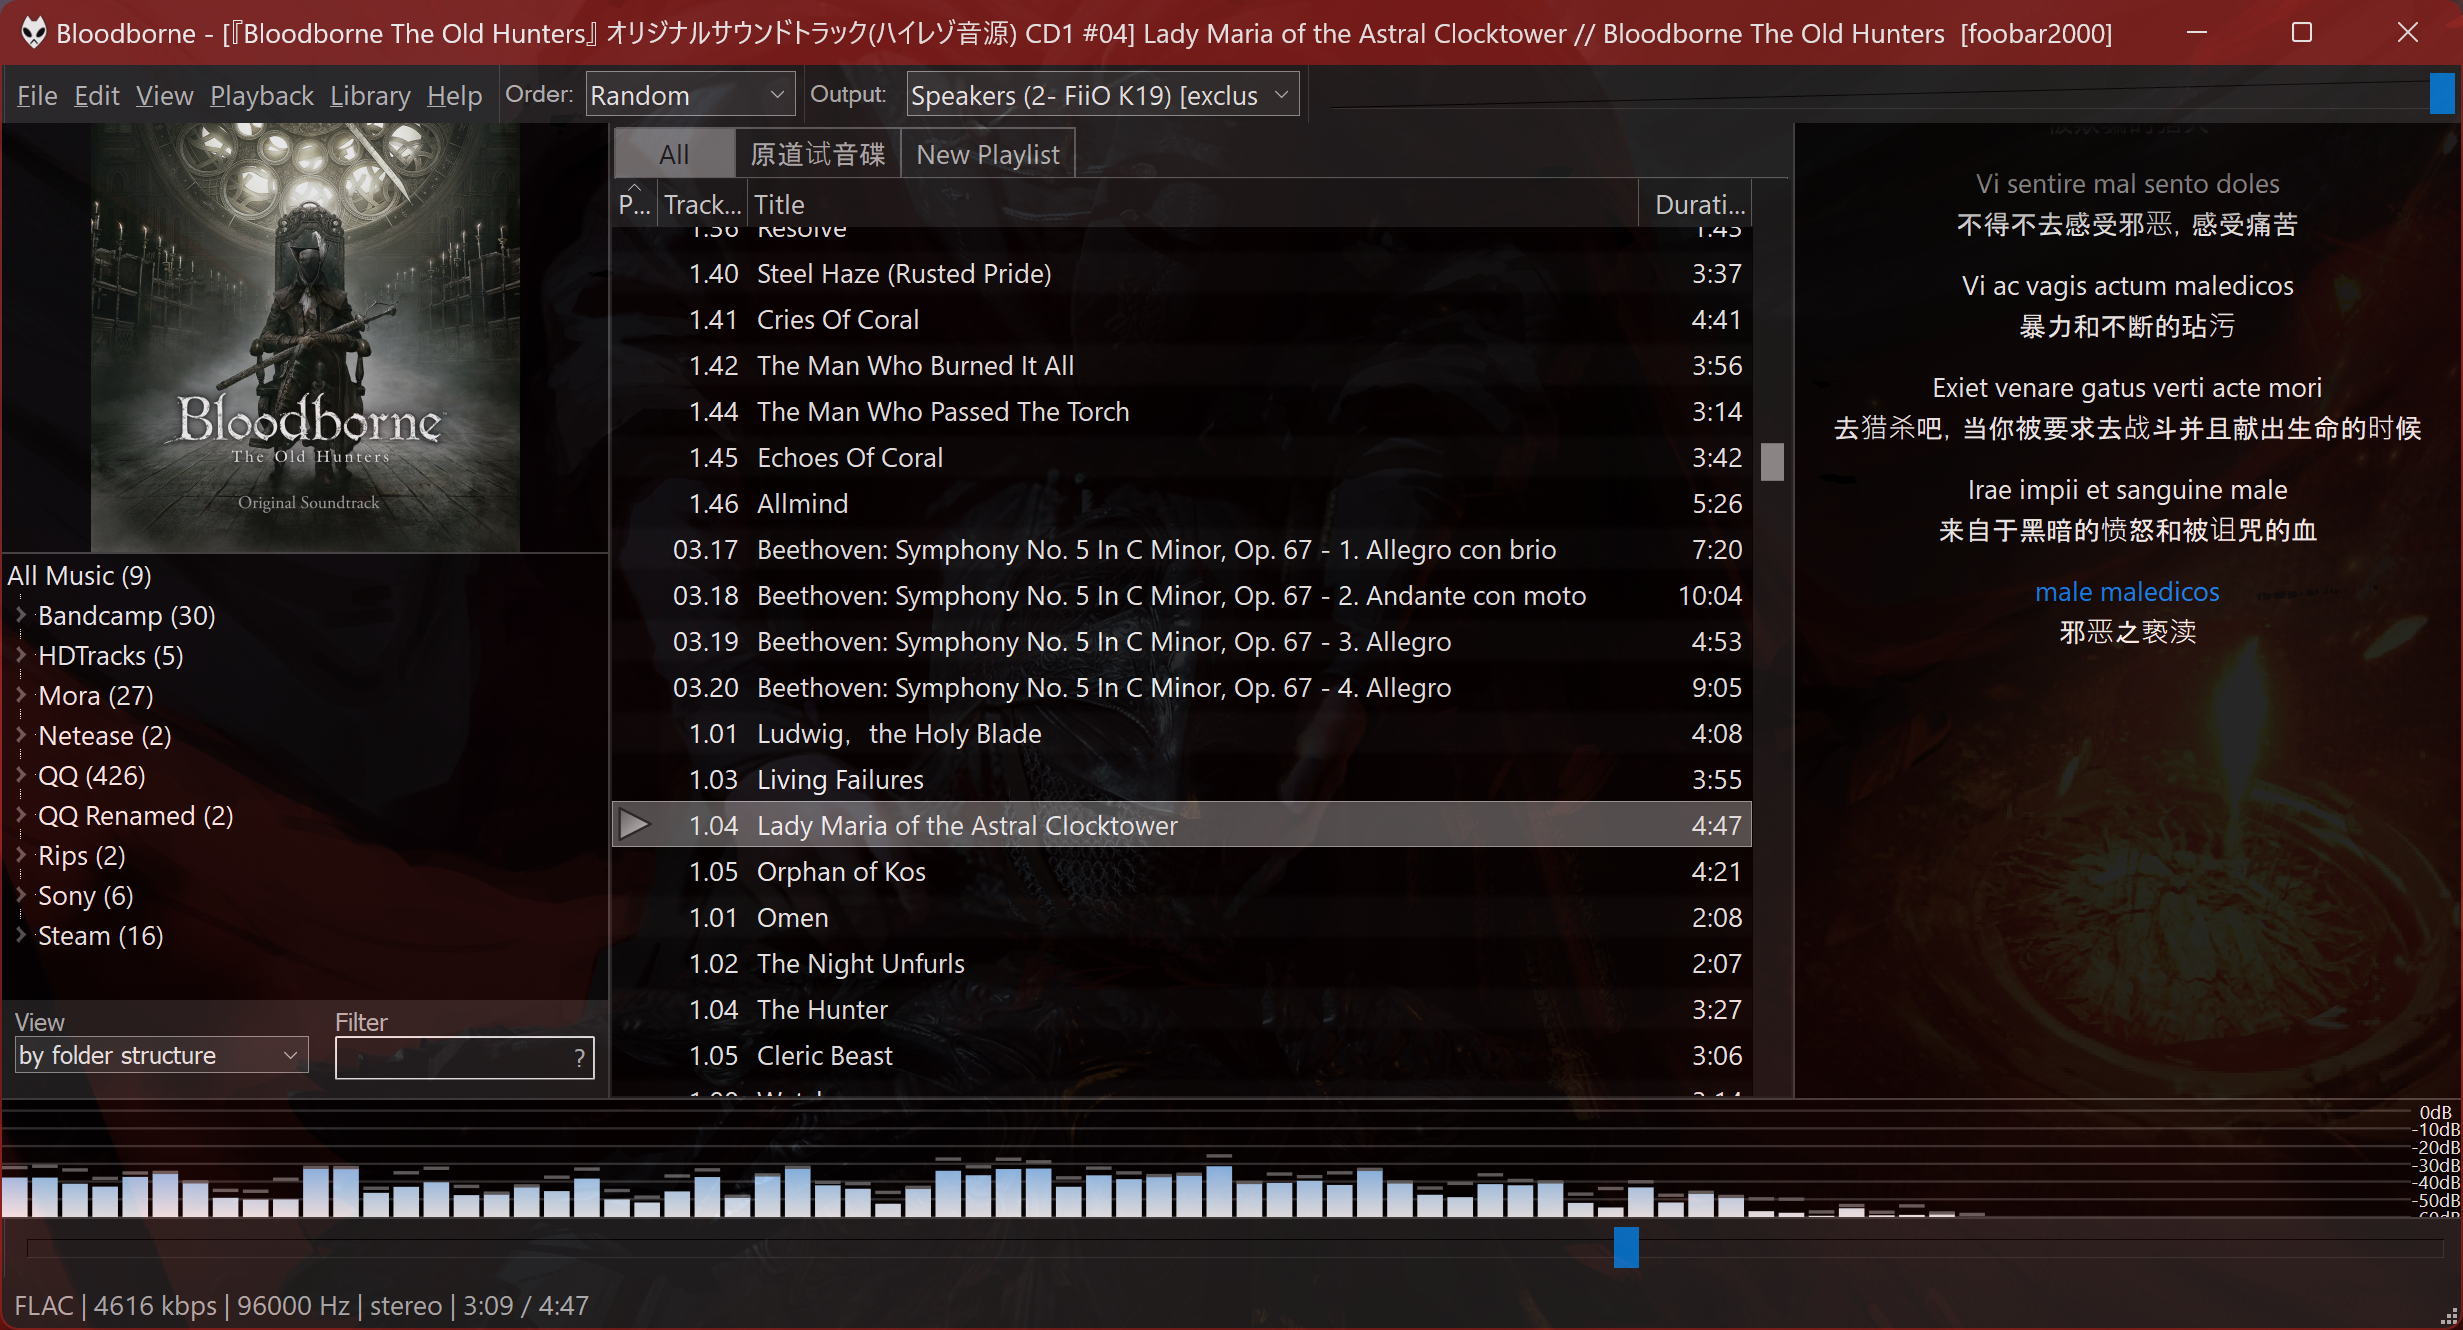 Bloodborne - [『Bloodborne The Old Hunters』 オリジナルサウンドトラック(ハイレゾ音源) CD1 #04] Lady Maria of the Astral Clocktower // Bloodborne The Old Hunters [foobar2000]
File Edit View Playback Library Help Order: Random Output: Speakers (2- FiiO K19) [exclus
Bloodborne
The Old Hunters
Original Soundtrack
All Music (9)
Bandcamp (30)
HDTracks (5)
Mora (27)
Netease (2)
QQ (426)
QQ Renamed (2)
Rips (2)
Sony (6)
Steam (16)
View Filter
by folder structure ?
All 原道试音碟 New Playlist
P... Track... Title Durati...
1.36 Resolve 1:43
1.40 Steel Haze (Rusted Pride) 3:37
1.41 Cries Of Coral 4:41
1.42 The Man Who Burned It All 3:56
1.44 The Man Who Passed The Torch 3:14
1.45 Echoes Of Coral 3:42
1.46 Allmind 5:26
03.17 Beethoven: Symphony No. 5 In C Minor, Op. 67 - 1. Allegro con brio 7:20
03.18 Beethoven: Symphony No. 5 In C Minor, Op. 67 - 2. Andante con moto 10:04
03.19 Beethoven: Symphony No. 5 In C Minor, Op. 67 - 3. Allegro 4:53
03.20 Beethoven: Symphony No. 5 In C Minor, Op. 67 - 4. Allegro 9:05
1.01 Ludwig，the Holy Blade 4:08
1.03 Living Failures 3:55
1.04 Lady Maria of the Astral Clocktower 4:47
1.05 Orphan of Kos 4:21
1.01 Omen 2:08
1.02 The Night Unfurls 2:07
1.04 The Hunter 3:27
1.05 Cleric Beast 3:06
Vi sentire mal sento doles
不得不去感受邪恶, 感受痛苦
Vi ac vagis actum maledicos
暴力和不断的玷污
Exiet venare gatus verti acte mori
去猎杀吧, 当你被要求去战斗并且献出生命的时候
Irae impii et sanguine male
来自于黑暗的愤怒和被诅咒的血
male maledicos
邪恶之亵渎
0dB
-10dB
-20dB
-30dB
-40dB
-50dB
-60dB
FLAC | 4616 kbps | 96000 Hz | stereo | 3:09 / 4:47